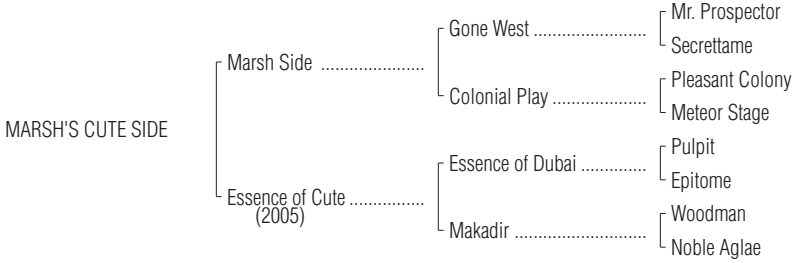 Mr. Prospector
Gone West ........................
Secrettame
Marsh Side ......................
Pleasant Colony
Colonial Play ....................
Meteor Stage
MARSH'S CUTE SIDE
Pulpit
Essence of Dubai ..............
Epitome
Essence of Cute ................
(2005)
Woodman
Makadir ............................
Noble Aglae